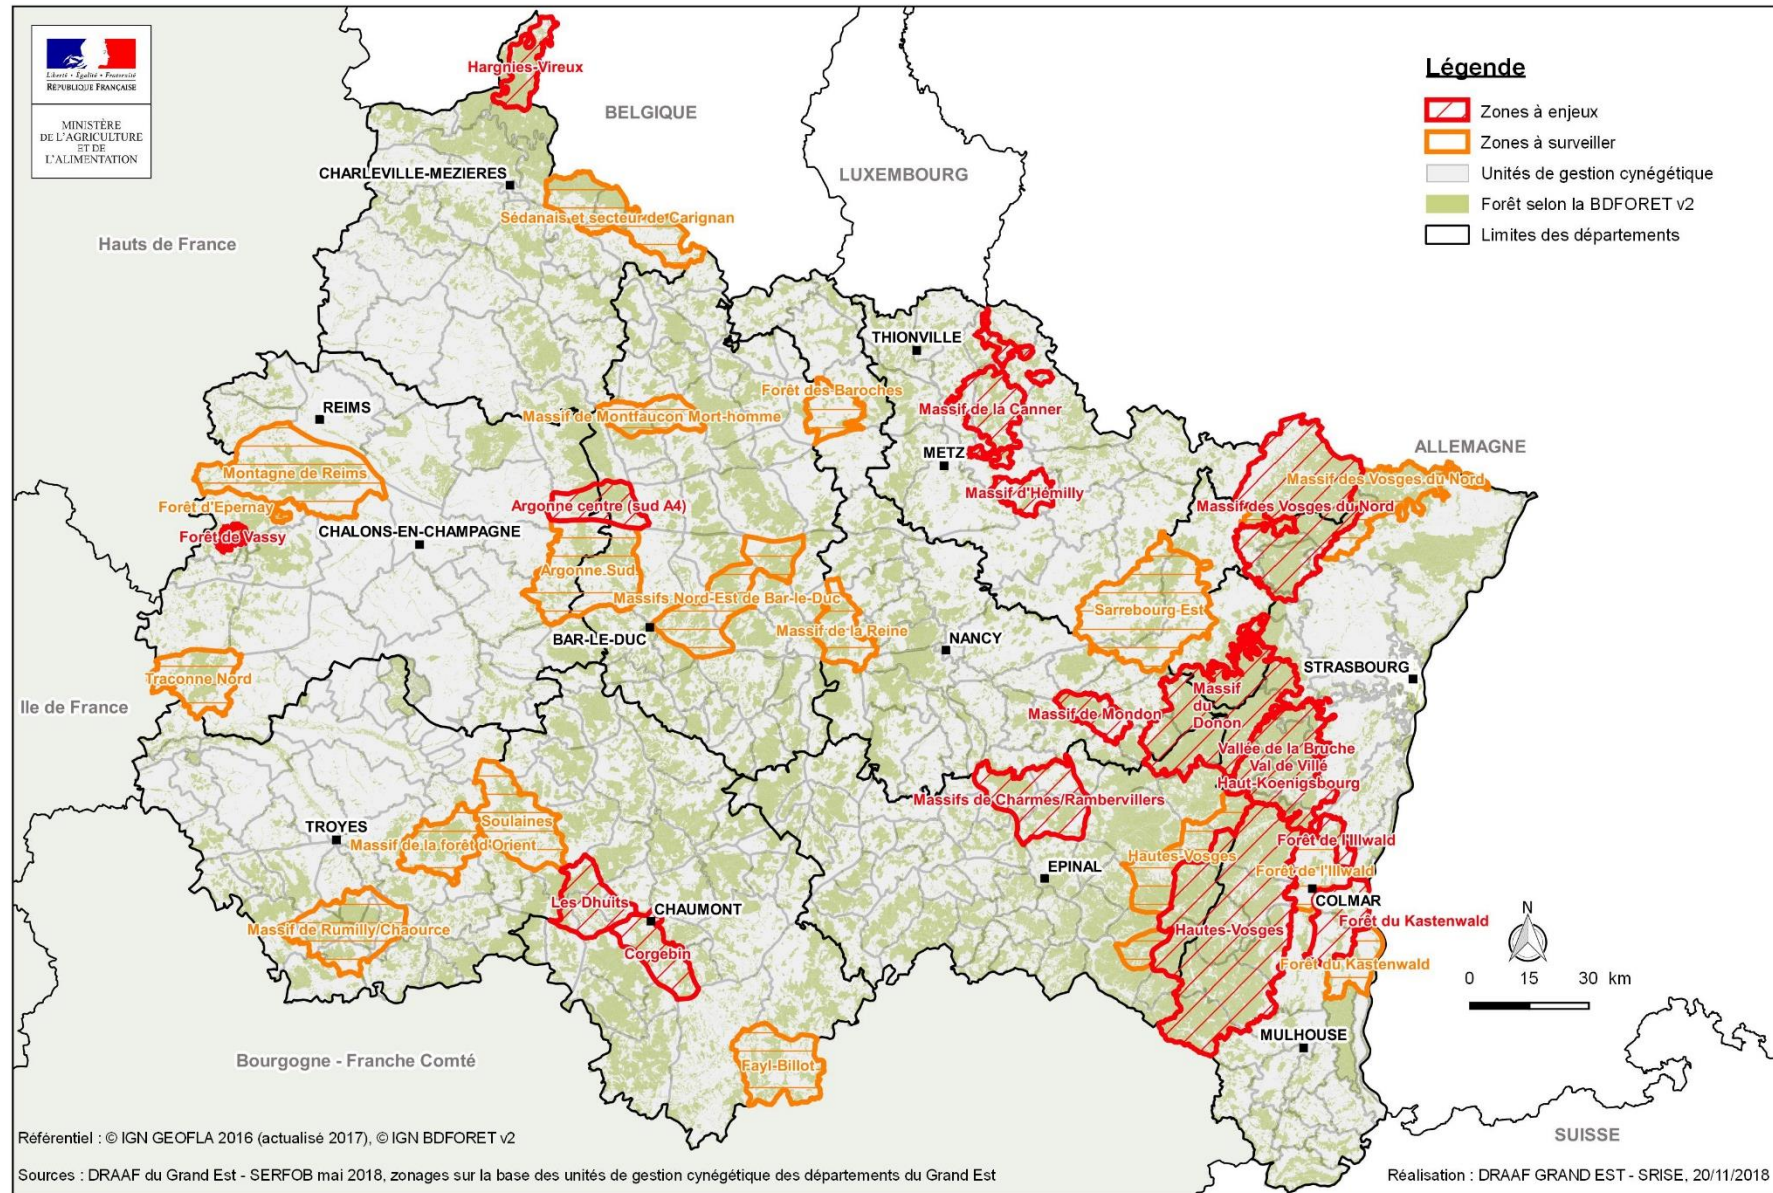 Liberté • Égalité • Fraternité
RÉPUBLIQUE FRANÇAISE
MINISTÈRE
DE L'AGRICULTURE
ET DE
L'ALIMENTATION
Légende
Zones à enjeux
Zones à surveiller
Unités de gestion cynégétique
Forêt selon la BDFORET v2
Limites des départements
Hargnies-Vireux
BELGIQUE
CHARLEVILLE-MEZIERES
LUXEMBOURG
Sédanais et secteur de Carignan
Hauts de France
THIONVILLE
Forêt des Baroches
REIMS
Massif de Montfaucon Mort-homme
Massif de la Canner
ALLEMAGNE
METZ
Montagne de Reims
Massif des Vosges du Nord
Massif d'Hémilly
Forêt d'Epernay
Argonne centre (sud A4)
Massif des Vosges du Nord
Forêt de Vassy
CHALONS-EN-CHAMPAGNE
Argonne Sud
Massifs Nord-Est de Bar-le-Duc
Sarrebourg Est
Massif de la Reine
BAR-LE-DUC
NANCY
STRASBOURG
Traconne Nord
Ile de France
Massif
du
Donon
Massif de Mondon
Vallée de la Bruche
Val de Villé
Haut-Koenigsbourg
Massifs de Charmes/Rambervillers
Soulaines
TROYES
Massif de la forêt d'Orient
Forêt de l'Illwald
Hautes-Vosges
Forêt de l'Illwald
EPINAL
COLMAR
Les Dhuits
CHAUMONT
N
Forêt du Kastenwald
Massif de Rumilly/Chaource
Hautes-Vosges
Corgebin
Forêt du Kastenwald
0 15 30 km
MULHOUSE
Bourgogne - Franche Comté
Fayl-Billot
SUISSE
Référentiel : © IGN GEOFLA 2016 (actualisé 2017), © IGN BDFORET v2
Sources : DRAAF du Grand Est - SERFOB mai 2018, zonages sur la base des unités de gestion cynégétique des départements du Grand Est
Réalisation : DRAAF GRAND EST - SRISE, 20/11/2018